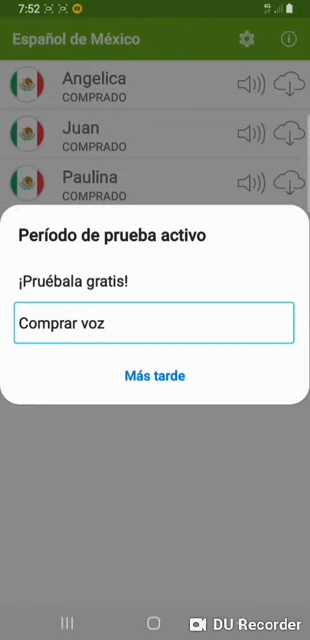 7:52
Español de México
Angelica
COMPRADO
Juan
COMPRADO
Paulina
COMPRADO
Período de prueba activo
¡Pruébala gratis!
Comprar voz
Más tarde
DU Recorder